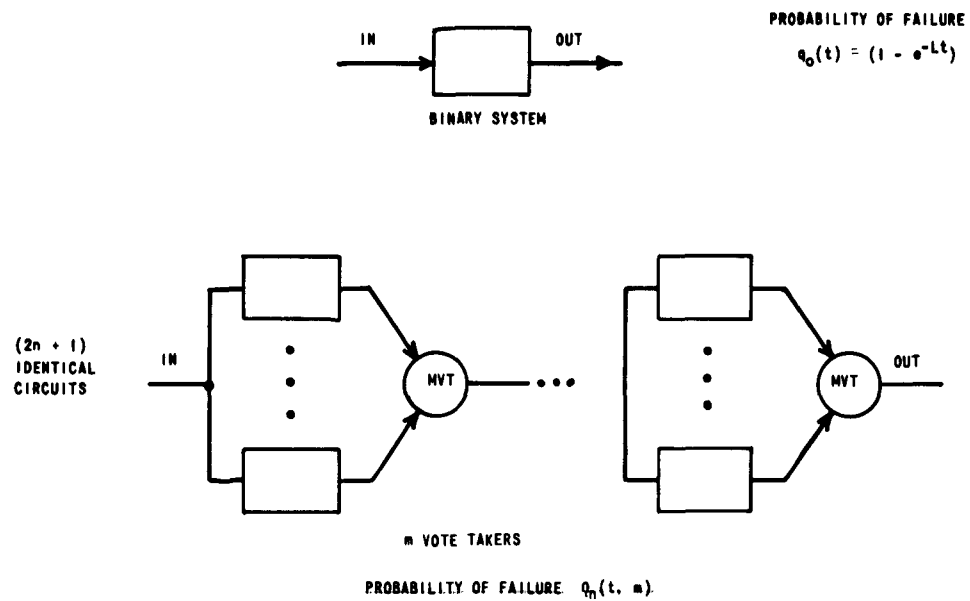 PROBABILITY OF FAILURE
q₀(t) = (1 - e^-Lt)
IN
OUT
BINARY SYSTEM
(2n + 1)
IDENTICAL
CIRCUITS
IN
MVT
MVT
OUT
m VOTE TAKERS
PROBABILITY OF FAILURE Qₙ(t, m)